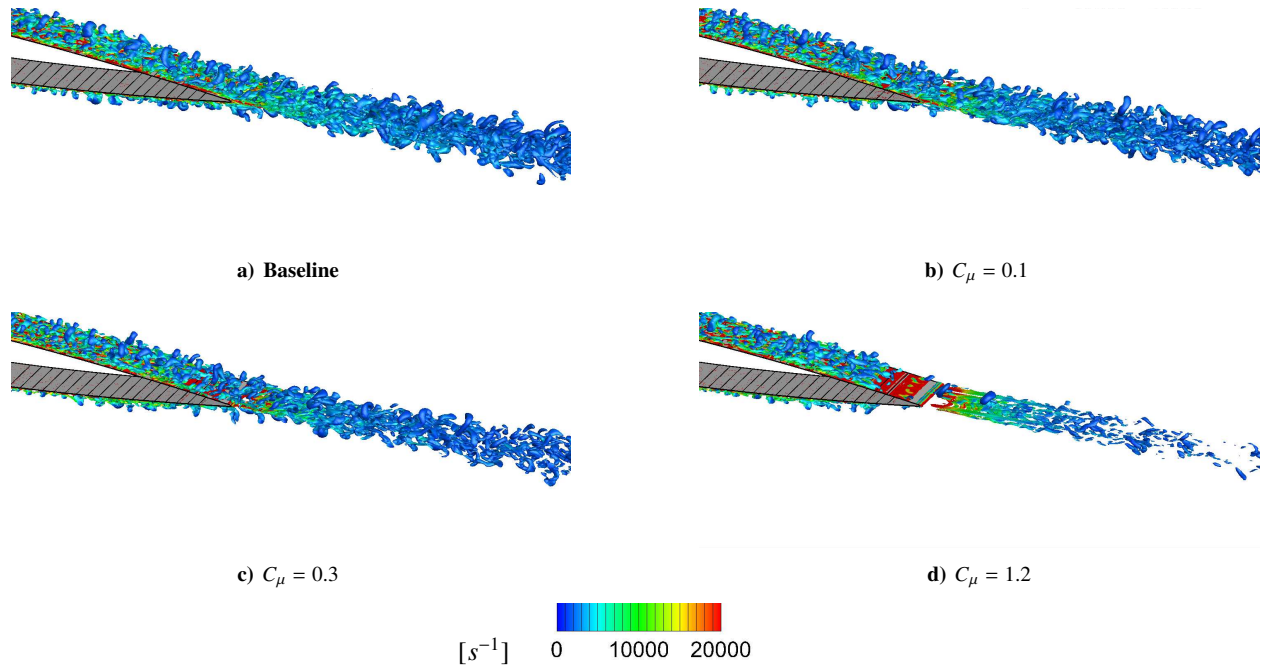 a) Baseline
b) Cμ = 0.1
c) Cμ = 0.3
d) Cμ = 1.2
[s⁻¹] 0 10000 20000